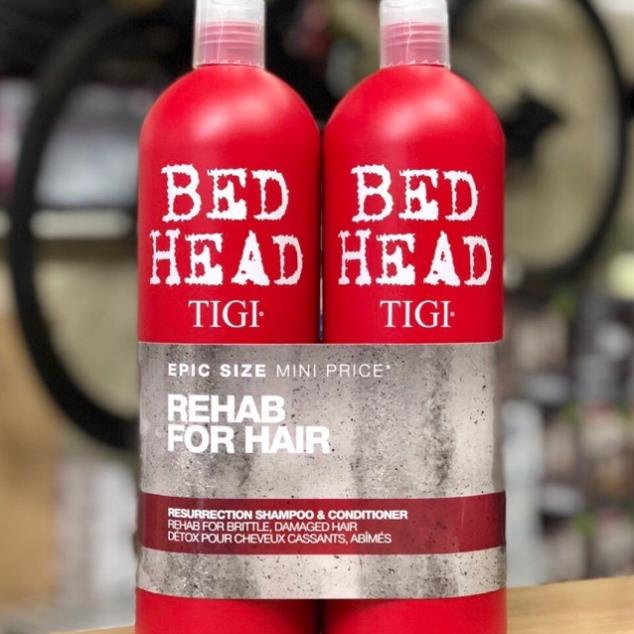 BED
HEAD
TIGI®
BED
HEAD
TIGI®
EPIC SIZE MINI PRICE*
REHAB
FOR HAIR
RESURRECTION SHAMPOO & CONDITIONER
REHAB FOR BRITTLE, DAMAGED HAIR
DÉTOX POUR CHEVEUX CASSANTS, ABÎMÉS